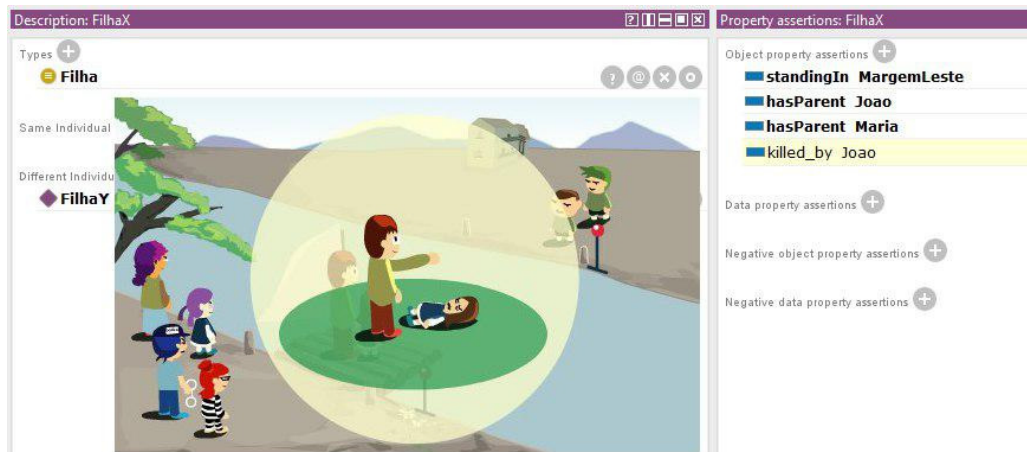 Description: FilhaX
Types
Filha
Same Individual
Different Individu
FilhaY
Property assertions: FilhaX
Object property assertions
standingIn MargemLeste
hasParent Joao
hasParent Maria
killed_by Joao
Data property assertions
Negative object property assertions
Negative data property assertions